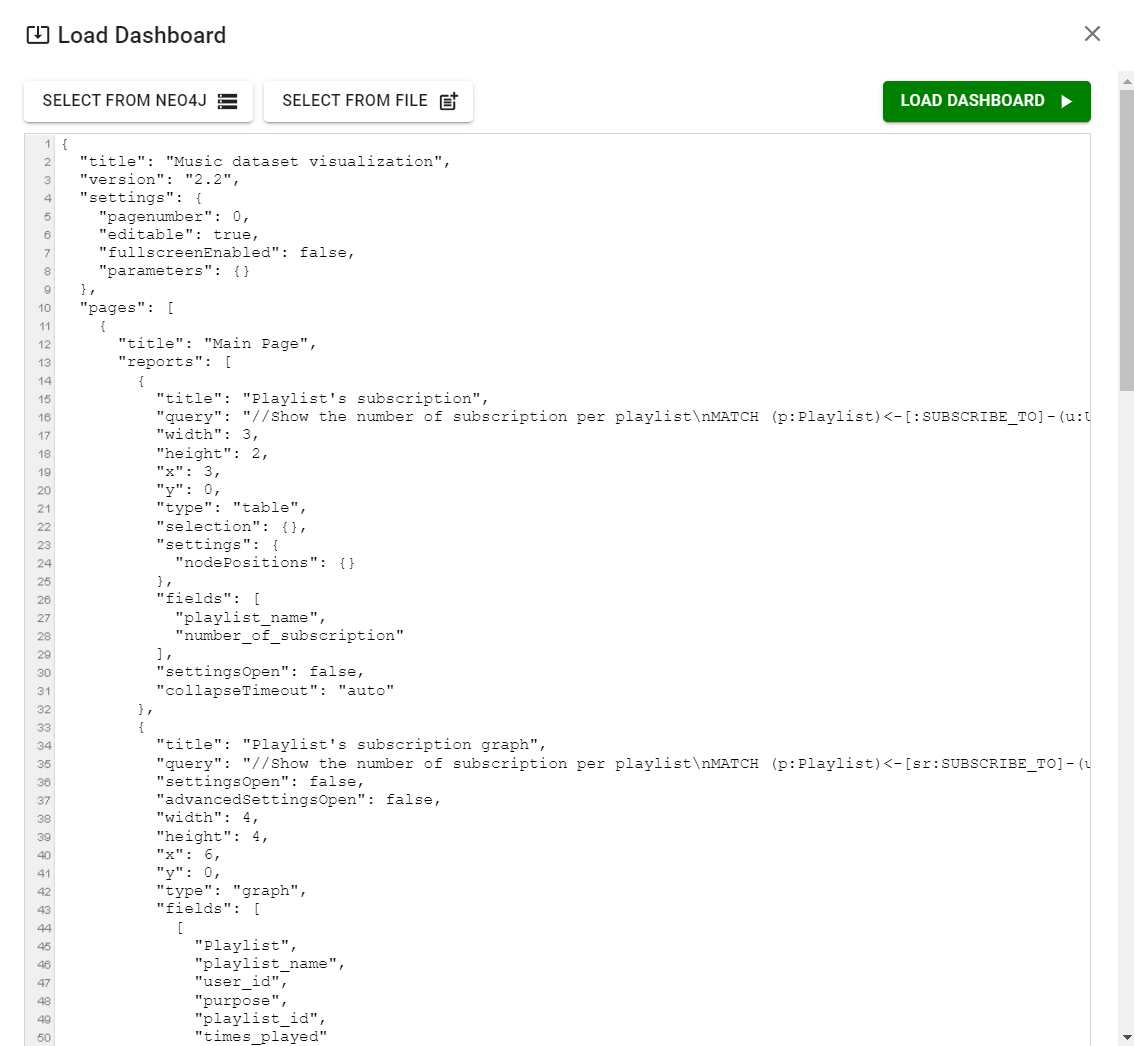 Load Dashboard
SELECT FROM NEO4J
SELECT FROM FILE
LOAD DASHBOARD
1 {
2 "title": "Music dataset visualization",
3 "version": "2.2",
4 "settings": {
5 "pagenumber": 0,
6 "editable": true,
7 "fullscreenEnabled": false,
8 "parameters": {}
9 },
10 "pages": [
11 {
12 "title": "Main Page",
13 "reports": [
14 {
15 "title": "Playlist's subscription",
16 "query": "//Show the number of subscription per playlist\nMATCH (p:Playlist)<-[:SUBSCRIBE_TO]-(u:U
17 "width": 3,
18 "height": 2,
19 "x": 3,
20 "y": 0,
21 "type": "table",
22 "selection": {},
23 "settings": {
24 "nodePositions": {}
25 },
26 "fields": [
27 "playlist_name",
28 "number_of_subscription"
29 ],
30 "settingsOpen": false,
31 "collapseTimeout": "auto"
32 },
33 {
34 "title": "Playlist's subscription graph",
35 "query": "//Show the number of subscription per playlist\nMATCH (p:Playlist)<-[sr:SUBSCRIBE_TO]-(u
36 "settingsOpen": false,
37 "advancedSettingsOpen": false,
38 "width": 4,
39 "height": 4,
40 "x": 6,
41 "y": 0,
42 "type": "graph",
43 "fields": [
44 [
45 "Playlist",
46 "playlist_name",
47 "user_id",
48 "purpose",
49 "playlist_id",
50 "times_played"